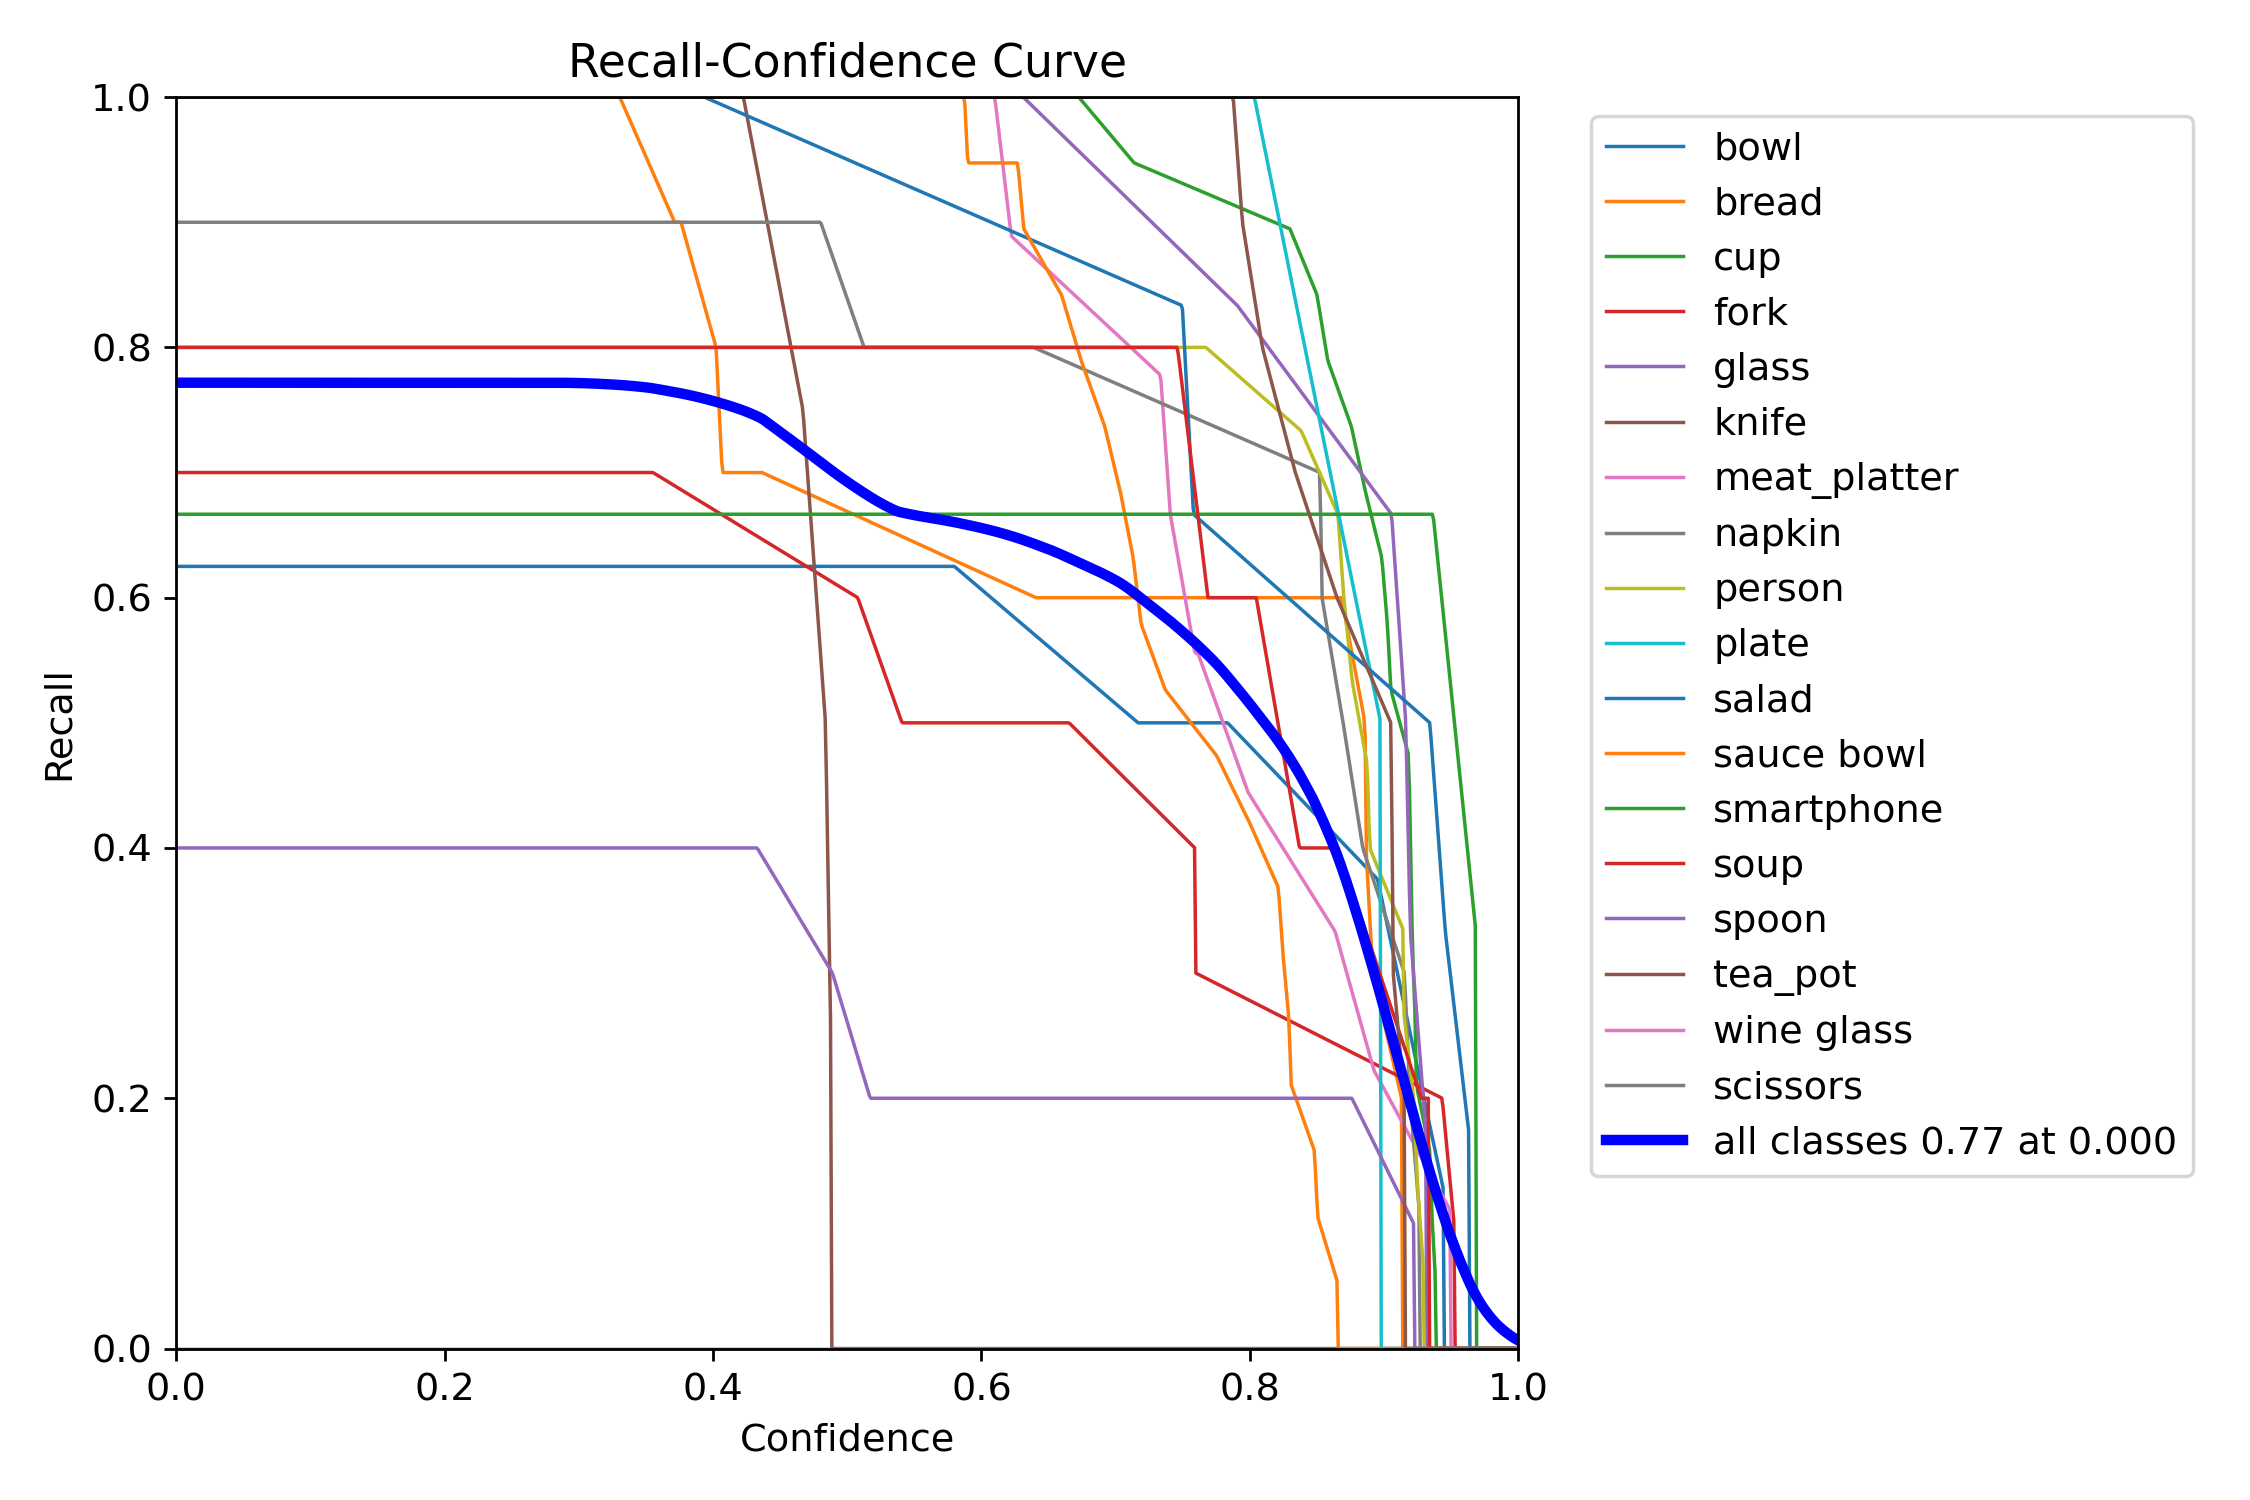 Recall-Confidence Curve
1.0
0.8
0.6
0.4
0.2
0.0
Recall
0.0 0.2 0.4 0.6 0.8 1.0
Confidence
bowl
bread
cup
fork
glass
knife
meat_platter
napkin
person
plate
salad
sauce bowl
smartphone
soup
spoon
tea_pot
wine glass
scissors
all classes 0.77 at 0.000